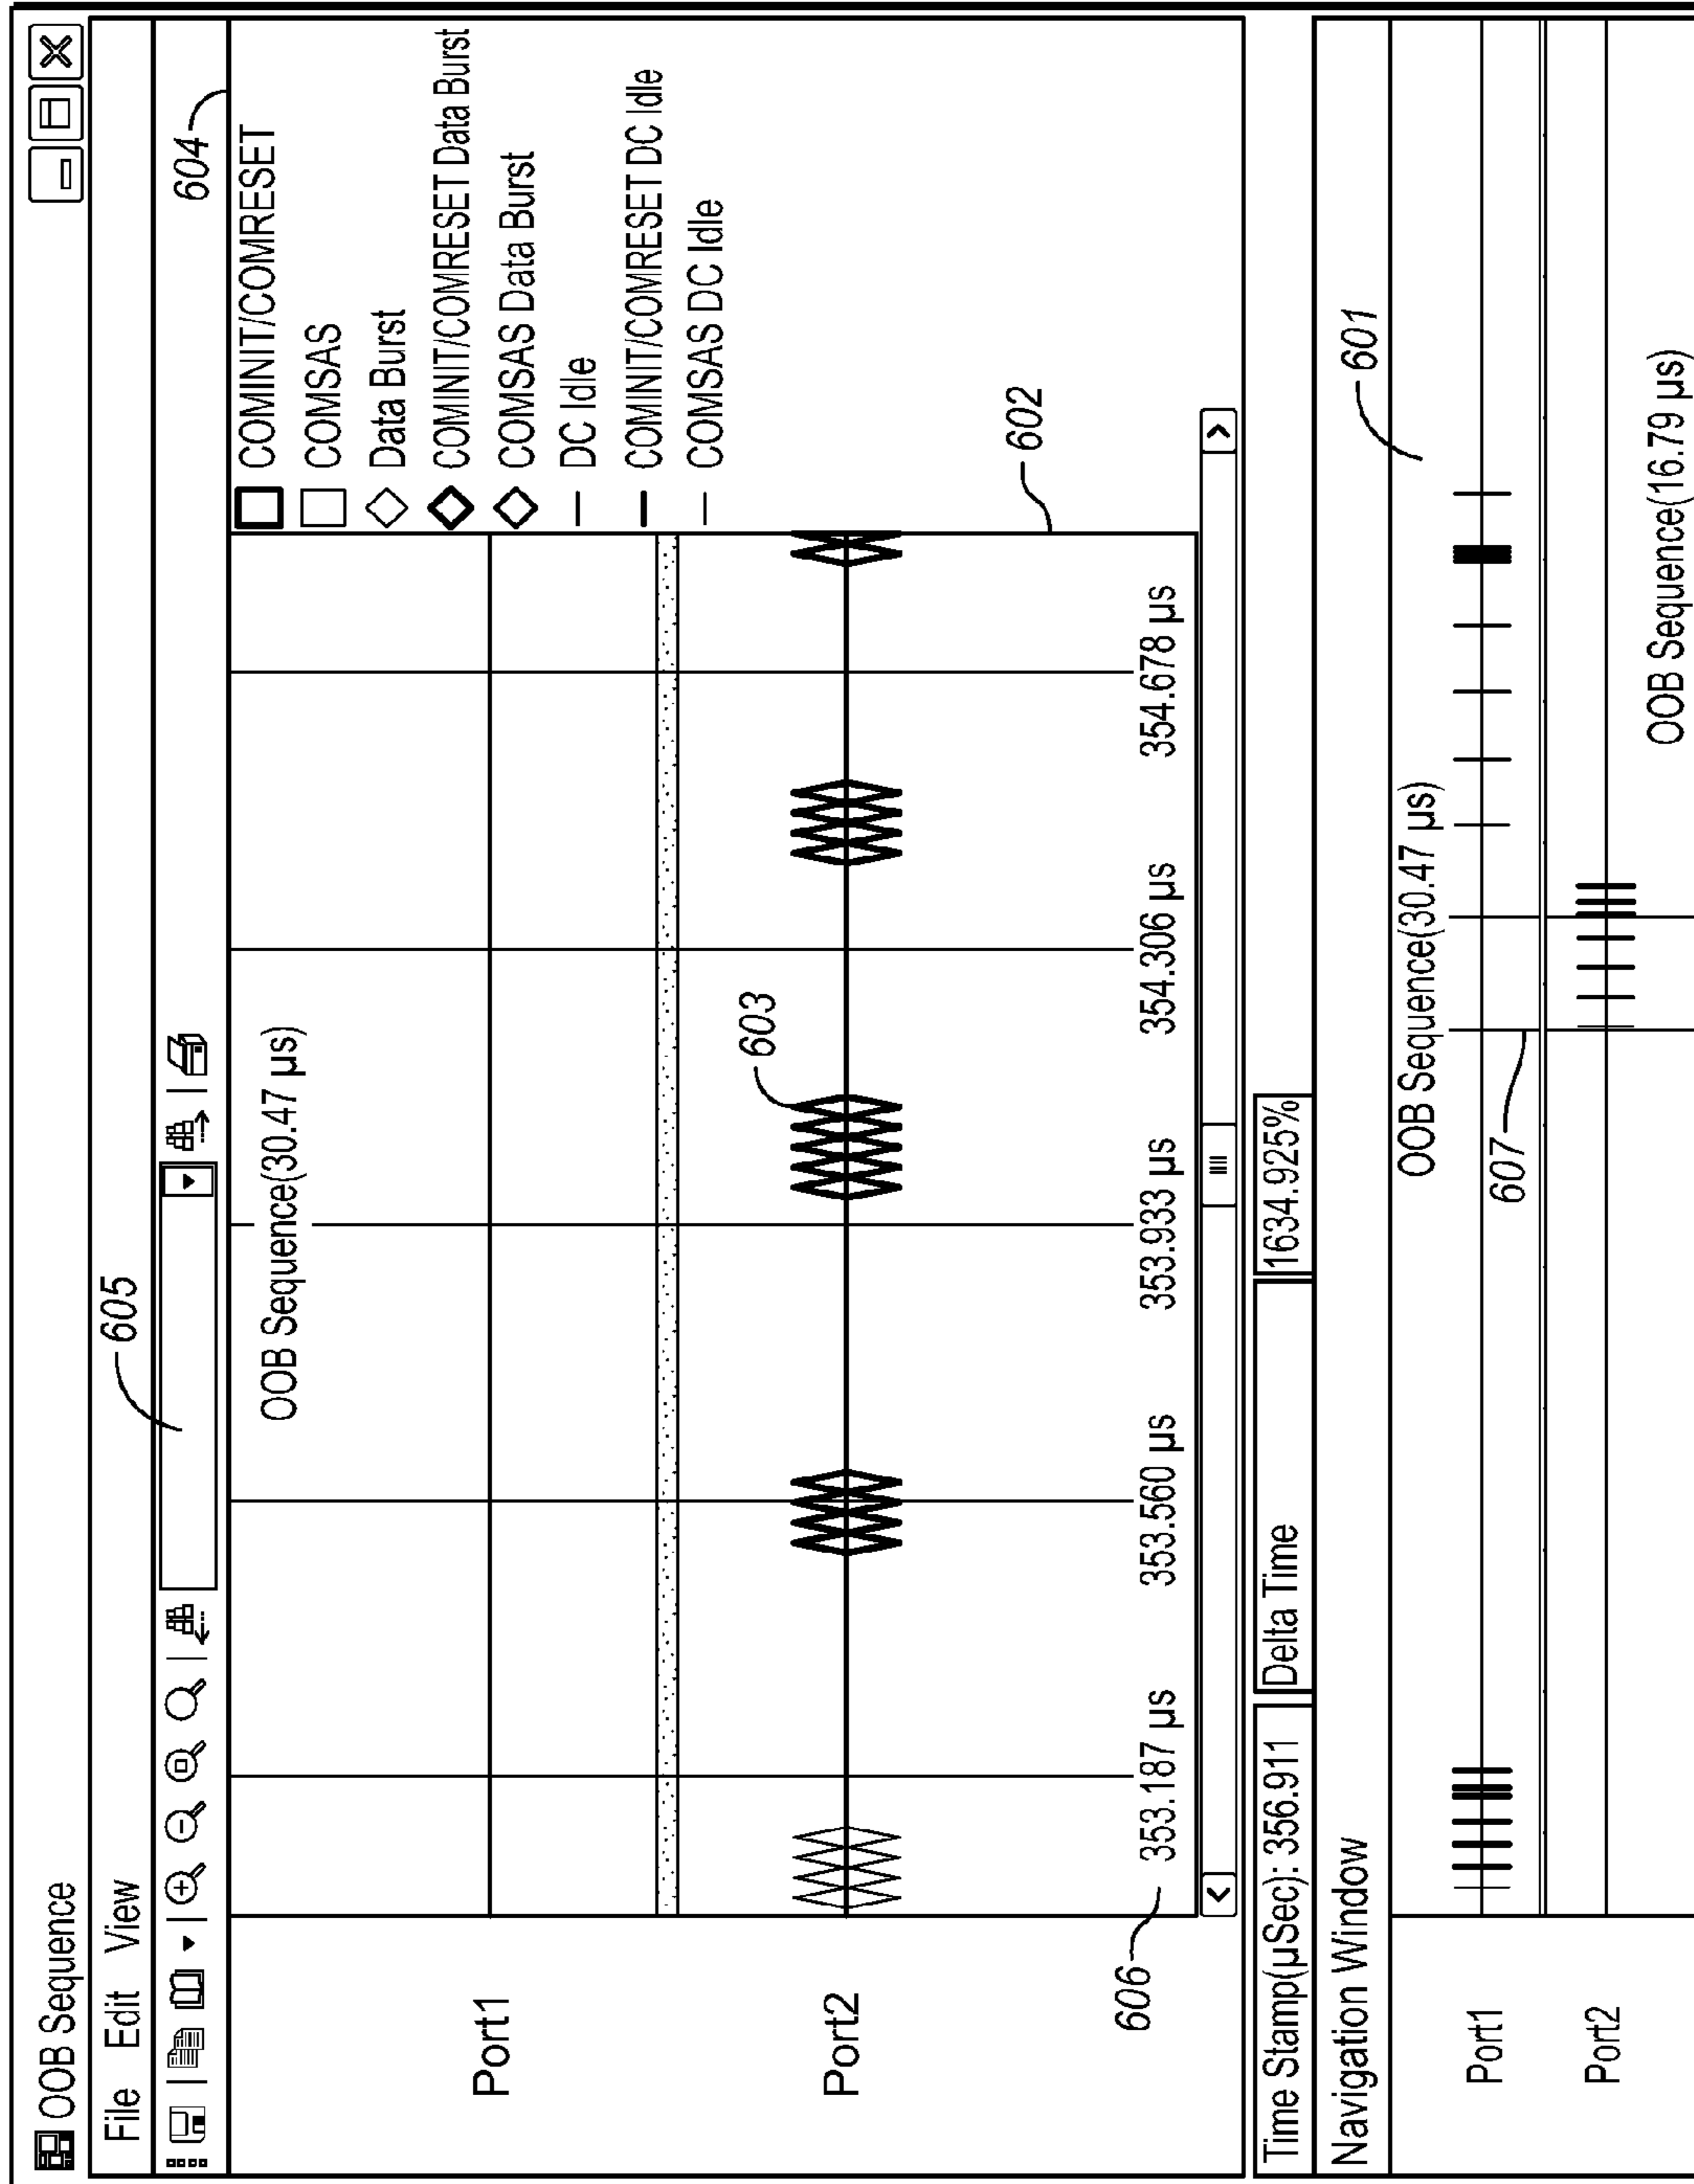 OOB Sequence
File Edit View
605
604
OOB Sequence(30.47 µs)
COMINIT/COMRESET
COMSAS
Data Burst
COMINIT/COMRESET Data Burst
COMSAS Data Burst
DC Idle
COMINIT/COMRESET DC Idle
COMSAS DC Idle
Port1
603
Port2
602
606
353.187 µs 353.560 µs 353.933 µs 354.306 µs 354.678 µs
Time Stamp(µSec): 356.911 Delta Time 1634.925%
Navigation Window
601
OOB Sequence(30.47 µs)
Port1
607
Port2
OOB Sequence(16.79 µs)